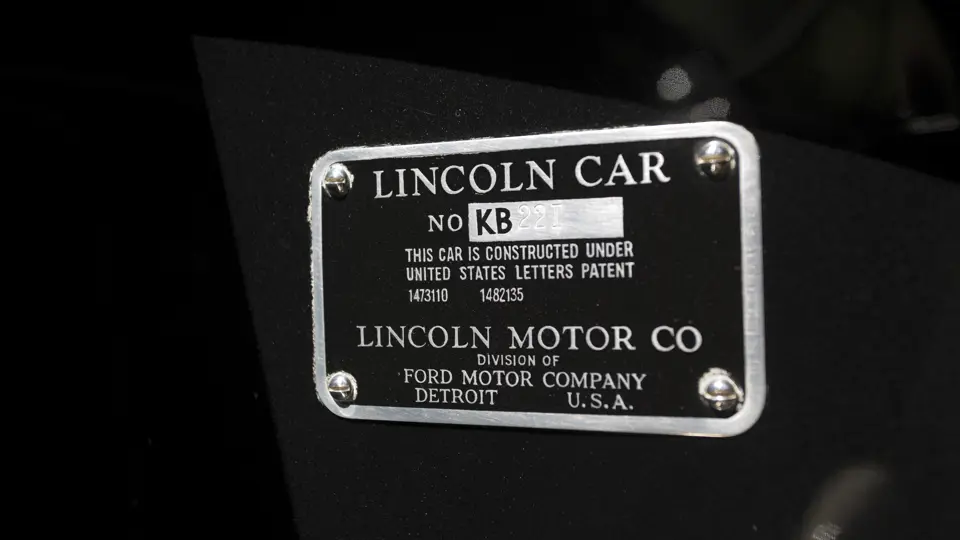 LINCOLN CAR
NO KB 221
THIS CAR IS CONSTRUCTED UNDER
UNITED STATES LETTERS PATENT
1473110 1482135
LINCOLN MOTOR CO
DIVISION OF
FORD MOTOR COMPANY
DETROIT U.S.A.